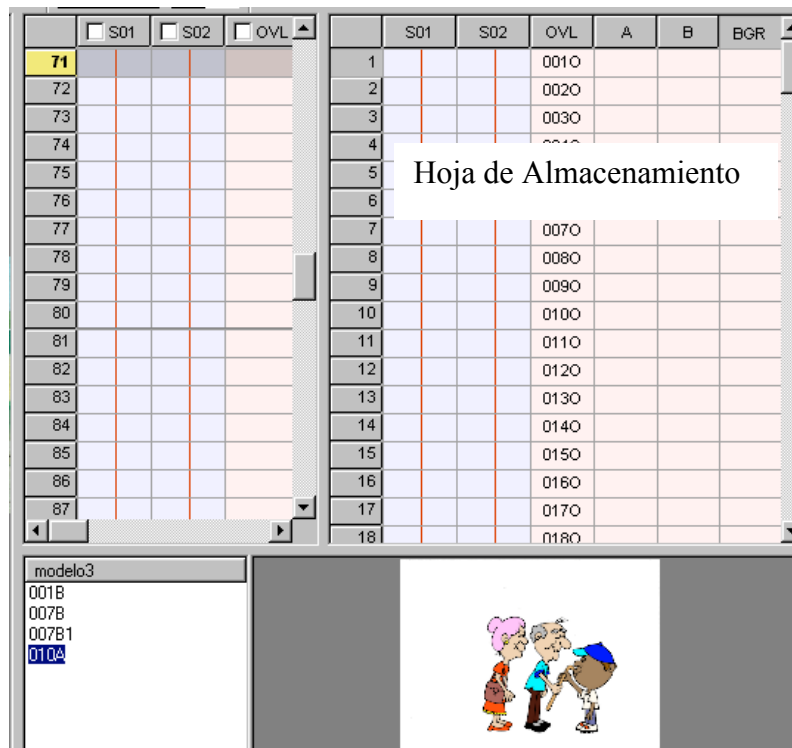 S01 S02 OVL
71
72
73
74
75
76
77
78
79
80
81
82
83
84
85
86
87
S01 S02 OVL A B BGR
1 001O
2 002O
3 003O
4
5
6
7 007O
8 008O
9 009O
10 010O
11 011O
12 012O
13 013O
14 014O
15 015O
16 016O
17 017O
18 018O
Hoja de Almacenamiento
modelo3
001B
007B
007B1
010A